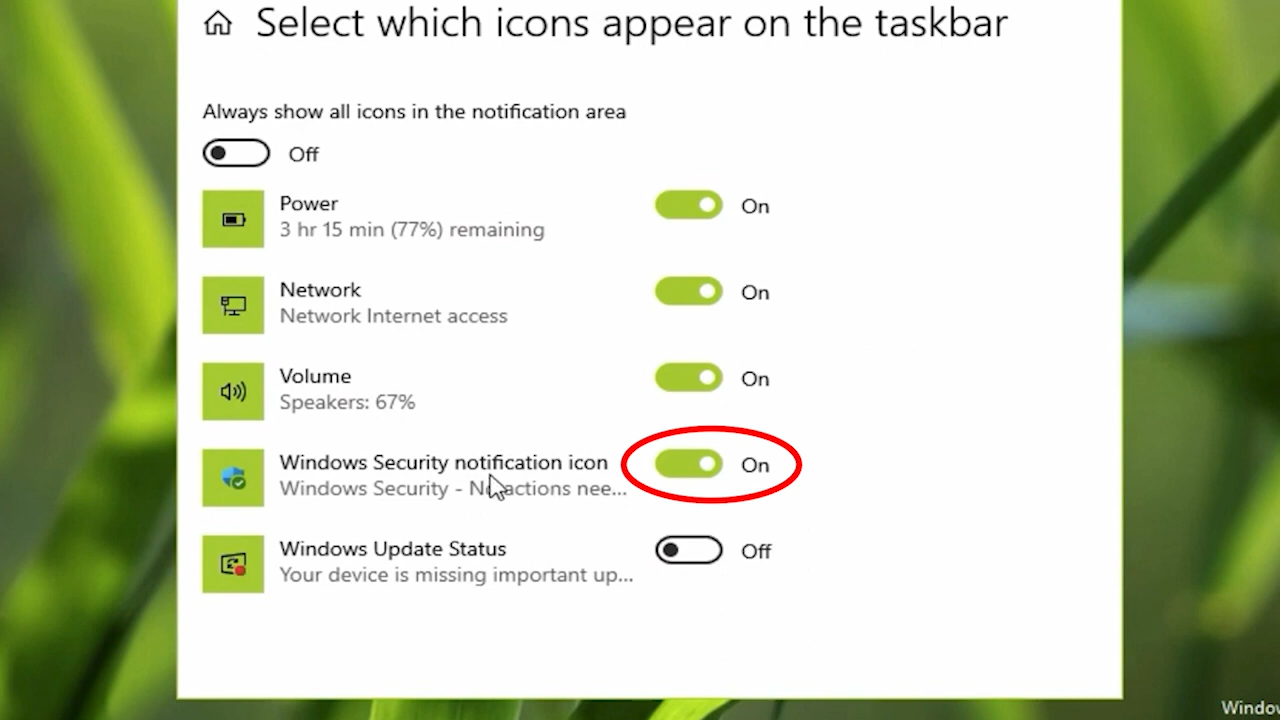 Select which icons appear on the taskbar
Always show all icons in the notification area
Off
Power
On
3 hr 15 min (77%) remaining
Network
On
Network Internet access
Volume
On
Speakers: 67%
Windows Security notification icon
On
Windows Security - No actions nee...
Windows Update Status
Off
Your device is missing important up...
Windo